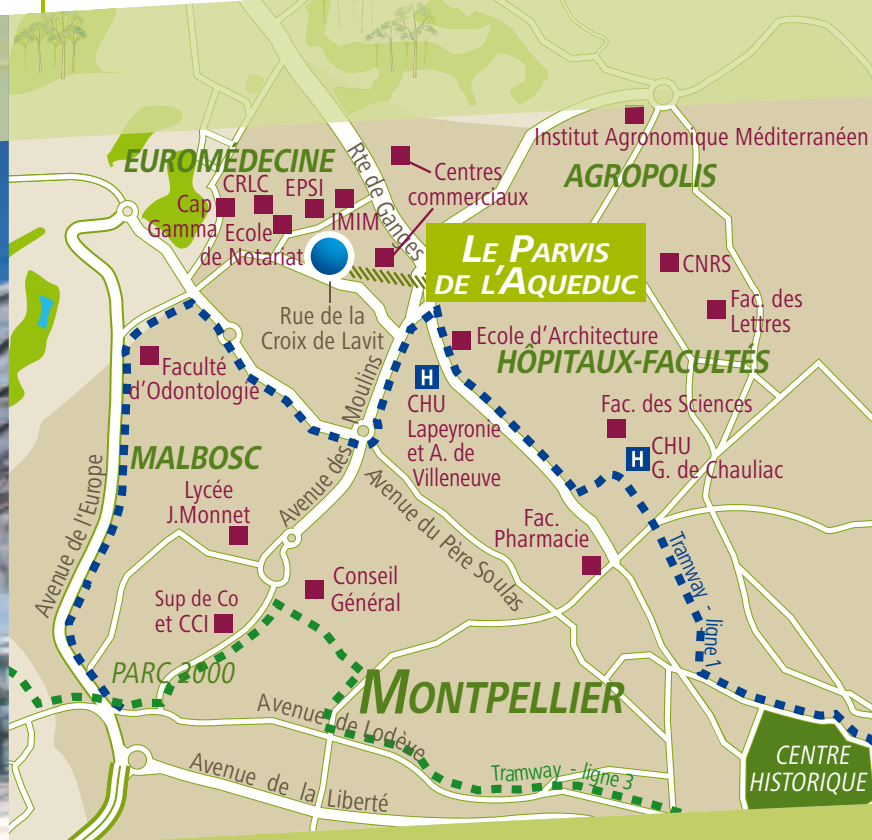 Institut Agronomique Méditerranéen
AGROPOLIS
EUROMÉDECINE
Rte de Ganges
Centres
commerciaux
CRLC
EPSI
IMIM
Cap
Gamma
Ecole
de Notariat
LE PARVIS
DE L'AQUEDUC
CNRS
Fac. des
Lettres
Rue de la
Croix de Lavit
Ecole d'Architecture
HÔPITAUX-FACULTÉS
Faculté
d'Odontologie
H
CHU
Lapeyronie
et A. de
Villeneuve
Fac. des Sciences
H
CHU
G. de Chauliac
MALBOSC
Lycée
J.Monnet
Avenue des Moulins
Avenue du Père Soulas
Avenue de l'Europe
Fac.
Pharmacie
Tramway - ligne 1
Conseil
Général
Sup de Co
et CCI
PARC 2000
MONTPELLIER
Avenue de Lodève
Tramway - ligne 3
Avenue de la Liberté
CENTRE
HISTORIQUE